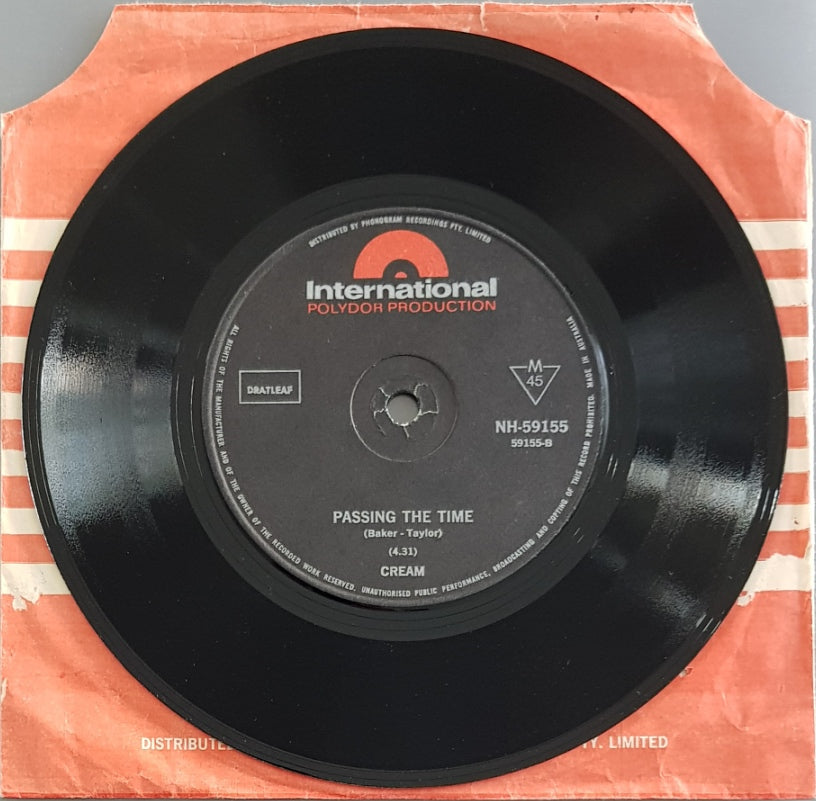 DISTRIBUTED BY PHONOGRAM RECORDINGS PTY. LIMITED
International
POLYDOR PRODUCTION
DRATLEAF
M
45
NH-59155
59155-B
PASSING THE TIME
(Baker - Taylor)
(4.31)
CREAM
ALL RIGHTS OF THE MANUFACTURER AND OF THE OWNER OF THE RECORDED WORK RESERVED. UNAUTHORISED PUBLIC PERFORMANCE, BROADCASTING AND COPYING OF THIS RECORD PROHIBITED. MADE IN AUSTRALIA
DISTRIBUTE TY. LIMITED